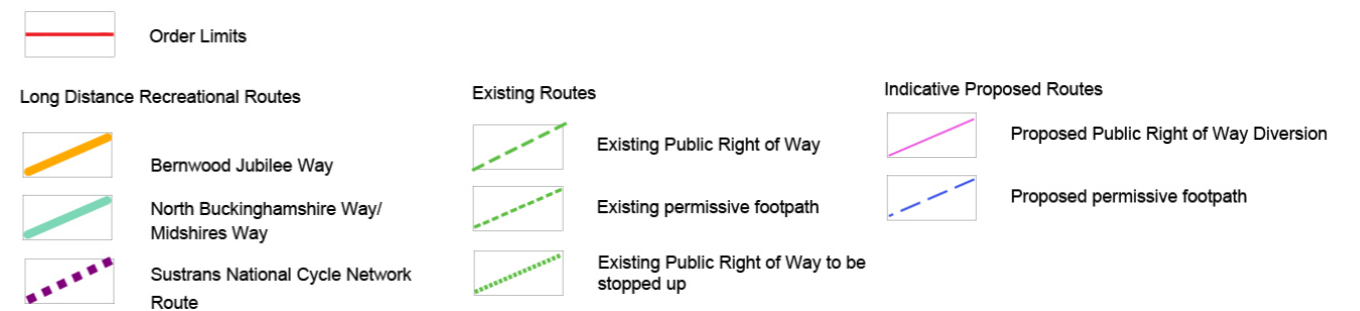 Order Limits
Long Distance Recreational Routes
Bernwood Jubilee Way
North Buckinghamshire Way/
Midshires Way
Sustrans National Cycle Network
Route
Existing Routes
Existing Public Right of Way
Existing permissive footpath
Existing Public Right of Way to be
stopped up
Indicative Proposed Routes
Proposed Public Right of Way Diversion
Proposed permissive footpath